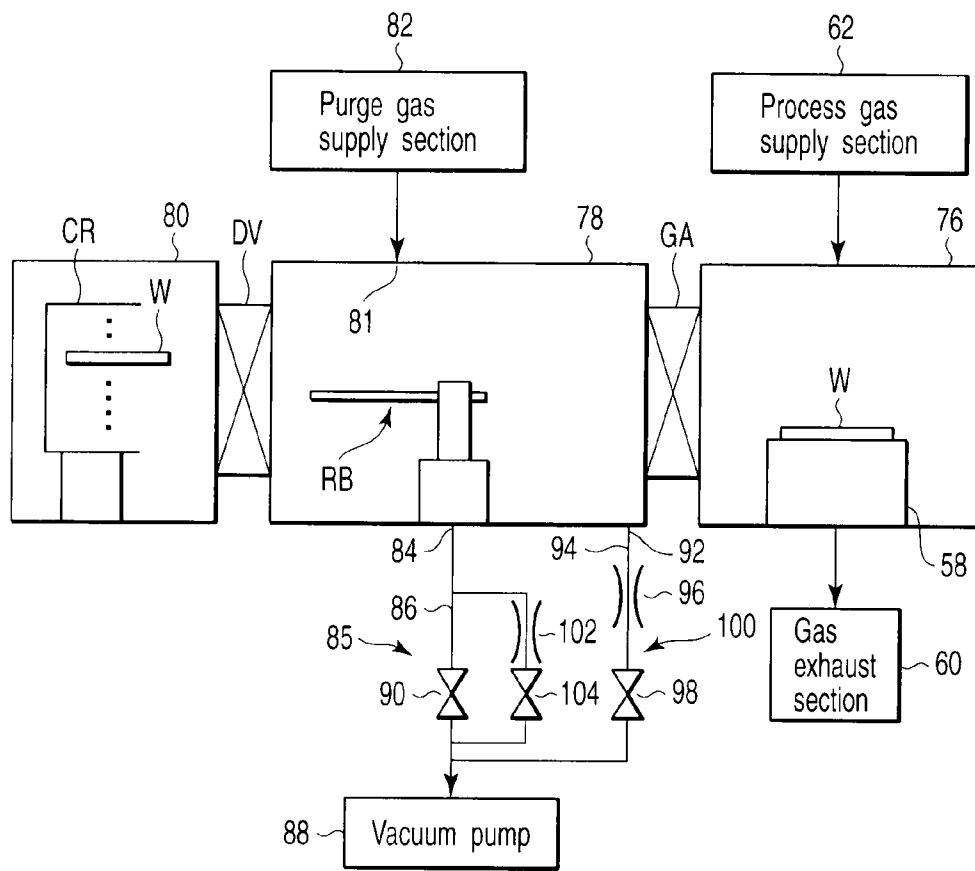 82
62
Purge gas
supply section
Process gas
supply section
80
78
76
CR
DV
GA
W
81
W
RB
84
94
92
58
86
96
102
85
100
90
104
98
Gas
exhaust
section
60
88
Vacuum pump